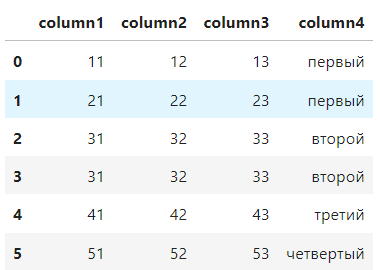 column1 column2 column3 column4
0 11 12 13 первый
1 21 22 23 первый
2 31 32 33 второй
3 31 32 33 второй
4 41 42 43 третий
5 51 52 53 четвертый